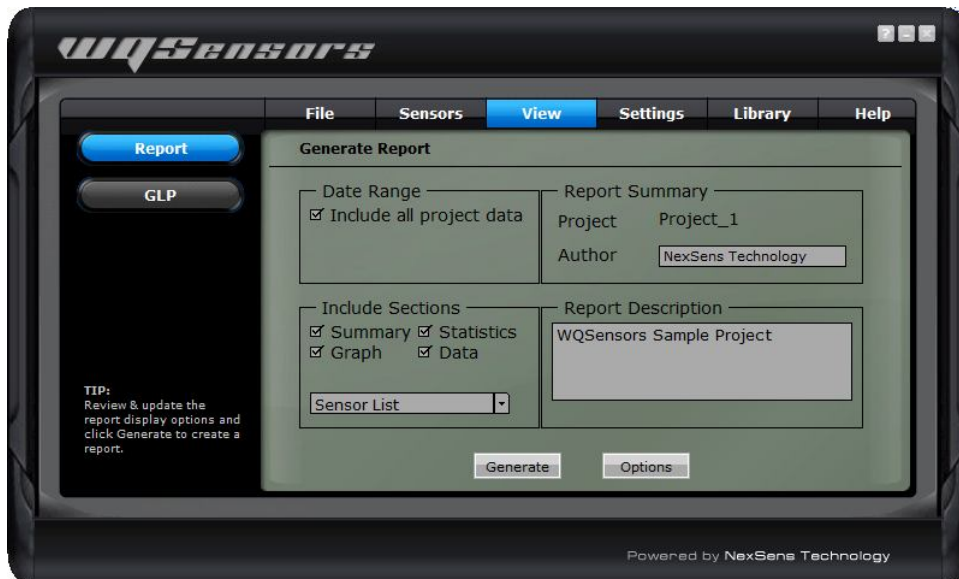 WQSensors
? _ x
File Sensors View Settings Library Help
Report
GLP
Generate Report
Date Range
Include all project data
Report Summary
Project Project_1
Author NexSens Technology
Include Sections
Summary Statistics
Graph Data
Sensor List
Report Description
WQSensors Sample Project
TIP:
Review & update the
report display options and
click Generate to create a
report.
Generate Options
Powered by NexSens Technology